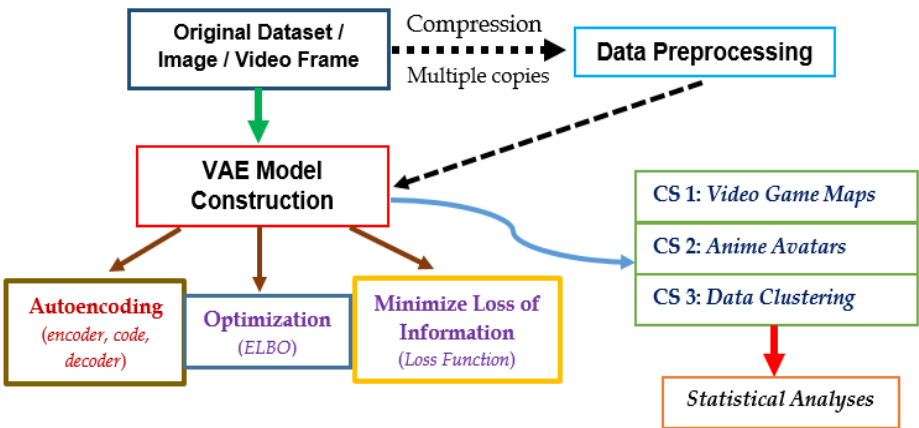 Original Dataset /
Image / Video Frame
Compression
Multiple copies
Data Preprocessing
VAE Model
Construction
CS 1: Video Game Maps
CS 2: Anime Avatars
CS 3: Data Clustering
Autoencoding
(encoder, code,
decoder)
Optimization
(ELBO)
Minimize Loss of
Information
(Loss Function)
Statistical Analyses